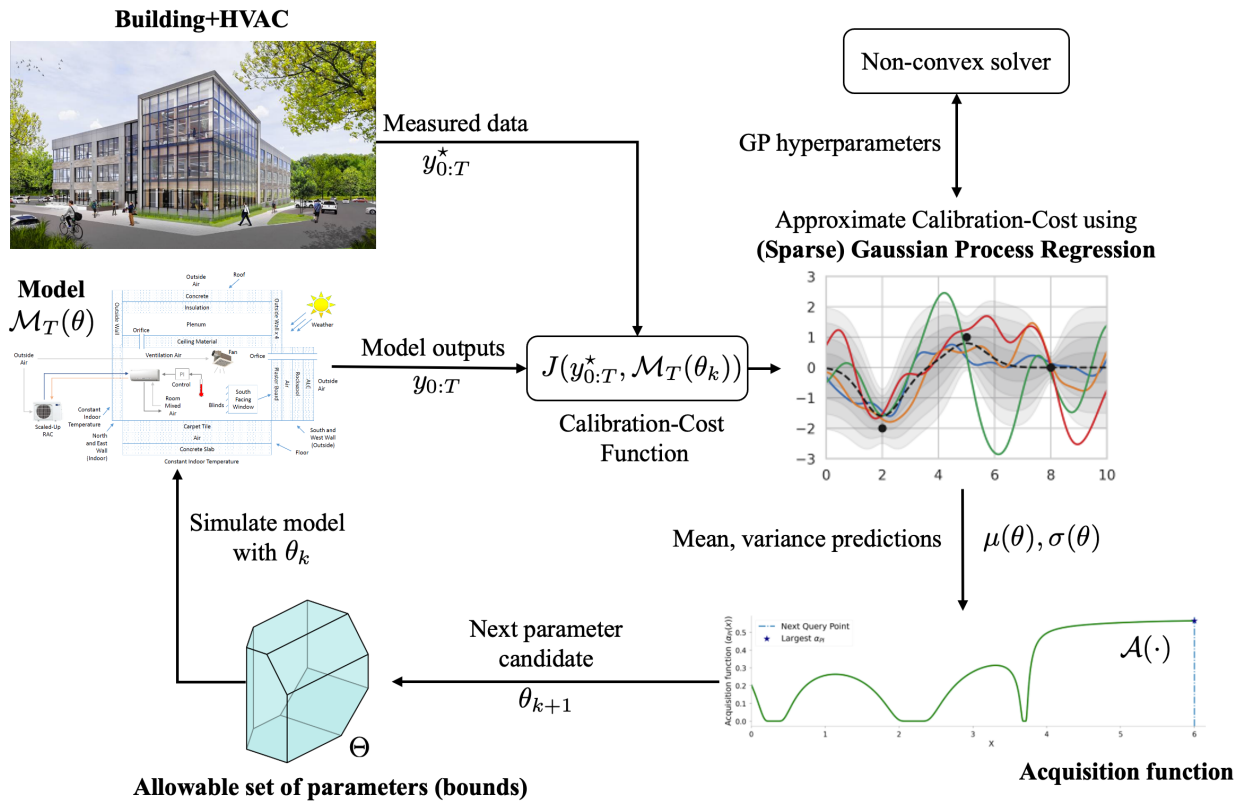 Building+HVAC
Measured data
y⋆0:T
Non-convex solver
GP hyperparameters
Approximate Calibration-Cost using
(Sparse) Gaussian Process Regression
3
2
1
0
−1
−2
−3
0 2 4 6 8 10
Model
ℳT(θ)
Outside
Air
Roof
Concrete
Insulation
Outside Wall
Outside Wall x 4
Weather
Plenum
Orifice
Ceiling Material
Outside
Air
Ventilation Air
Fan
Orifice
PI
Control
Room
Mixed
Air
Blinds
South
Facing
Window
Plaster Board
Air
Rockwool
ALC
Outside
Air
Scaled-Up
RAC
Constant
Indoor
Temperature
North
and East
Wall
(Indoor)
Carpet Tile
Air
Concrete Slab
Constant Indoor Temperature
South and
West Wall
(Outside)
Floor
Model outputs
y0:T
J(y⋆0:T, ℳT(θk))
Calibration-Cost
Function
Simulate model
with θk
Mean, variance predictions
μ(θ), σ(θ)
Next parameter
candidate
θk+1
Θ
Allowable set of parameters (bounds)
Acquisition function (αPI(x))
0.5
0.4
0.3
0.2
0.1
0.0
0 1 2 3 4 5 6
x
Next Query Point
Largest αPI
𝒜(·)
Acquisition function